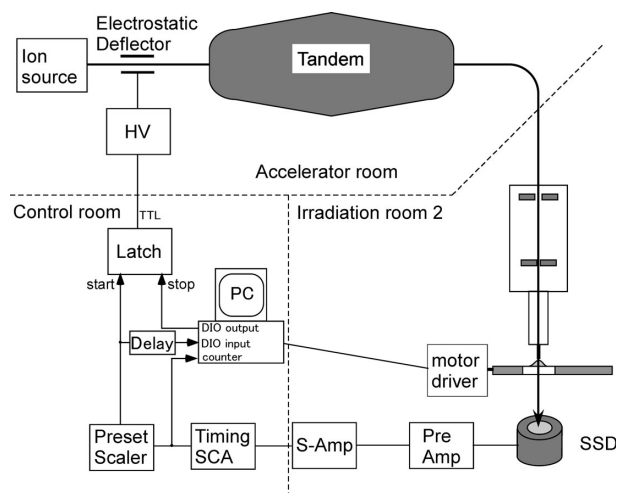 Electrostatic
Deflector
Ion
source
Tandem
HV
Accelerator room
Control room
TTL
Irradiation room 2
Latch
start
stop
PC
DIO output
Delay
DIO input
counter
motor
driver
Preset
Scaler
Timing
SCA
S-Amp
Pre
Amp
SSD